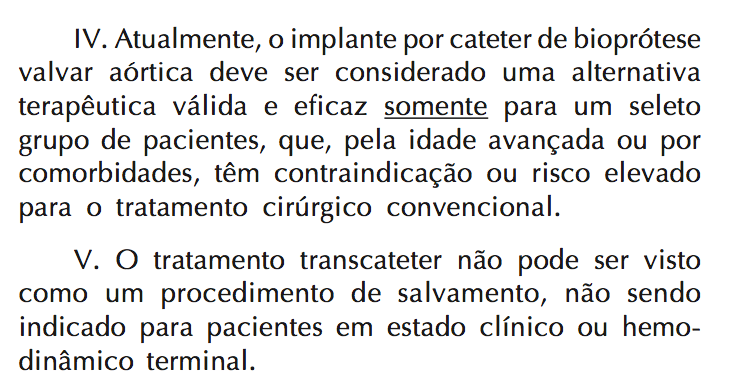 IV. Atualmente, o implante por cateter de bioprótese
valvar aórtica deve ser considerado uma alternativa
terapêutica válida e eficaz somente para um seleto
grupo de pacientes, que, pela idade avançada ou por
comorbidades, têm contraindicação ou risco elevado
para o tratamento cirúrgico convencional.
V. O tratamento transcateter não pode ser visto
como um procedimento de salvamento, não sendo
indicado para pacientes em estado clínico ou hemo-
dinâmico terminal.